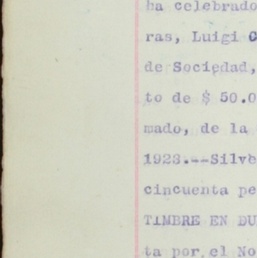 ha celebrado
ras, Luigi
de Sociedad,
to de $ 50.0
mado, de la
1923.--Silve
cincuenta pe
TIMBRE EN DU
ta por el No